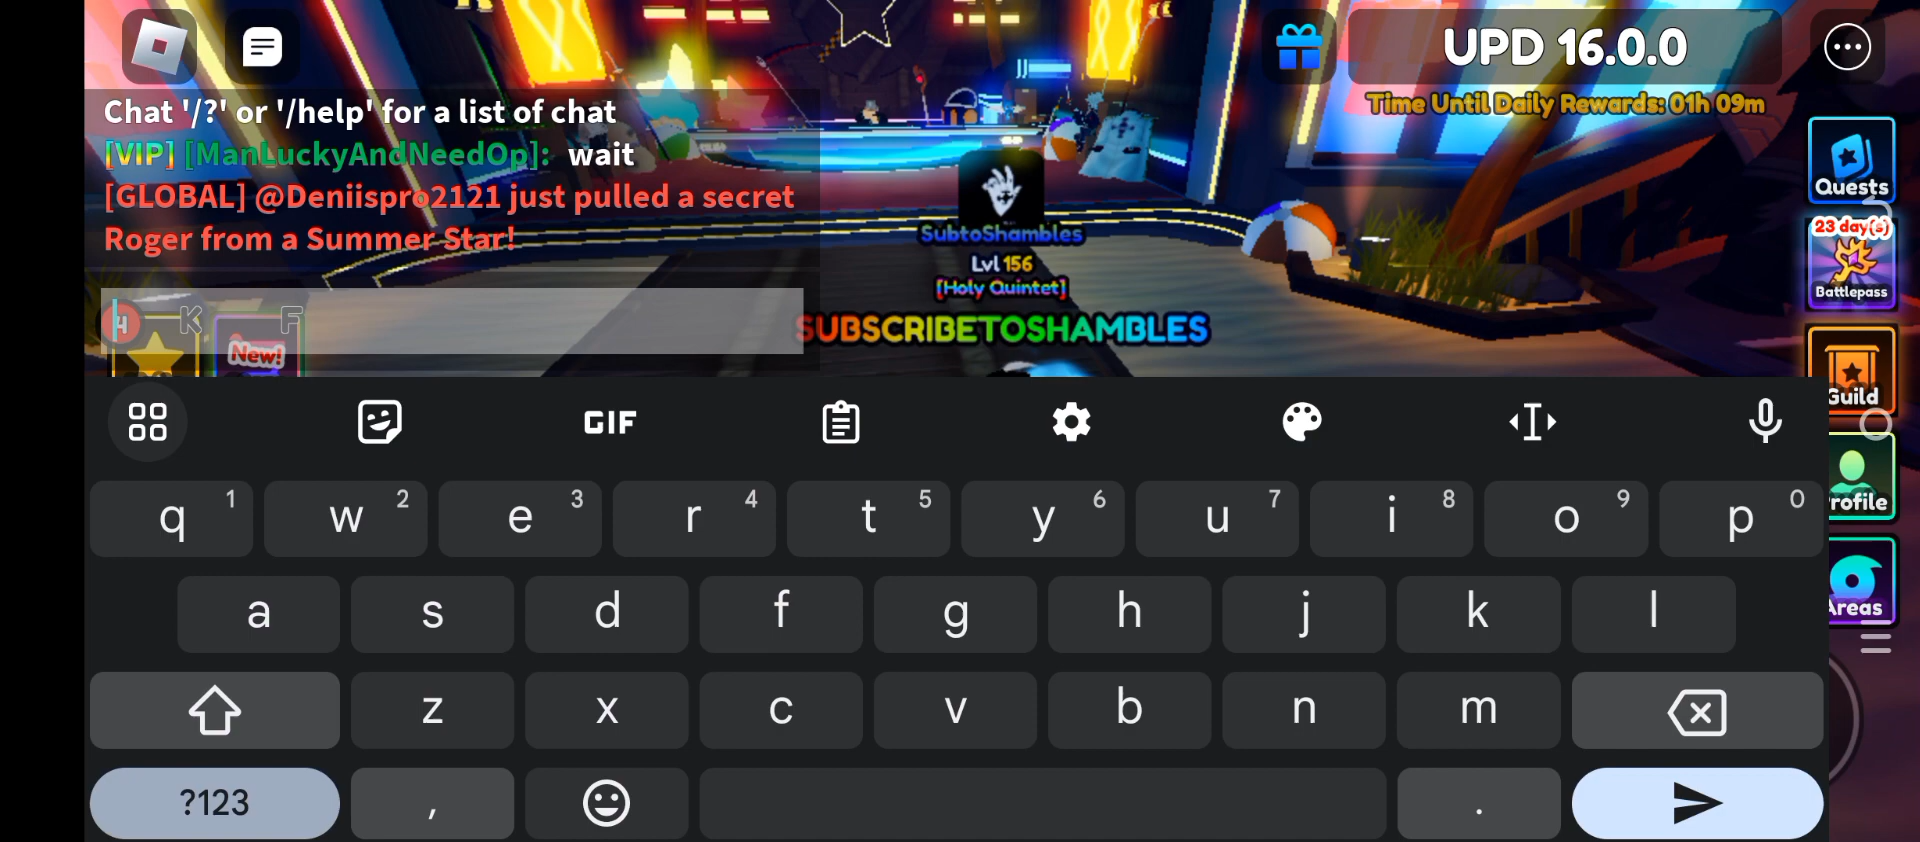 UPD 16.0.0
Time Until Daily Rewards: 01h 09m
Chat '/?' or '/help' for a list of chat
[VIP] [ManLuckyAndNeedOp]: wait
[GLOBAL] @Deniispro2121 just pulled a secret
Roger from a Summer Star!
SubtoShambles
Lvl 156
[Holy Quintet]
SUBSCRIBETOSHAMBLES
4 K F
New!
Quests
23 day(s)
Battlepass
Guild
Profile
Areas
GIF
q 1 w 2 e 3 r 4 t 5 y 6 u 7 i 8 o 9 p 0
a s d f g h j k l
z x c v b n m
?123 , .